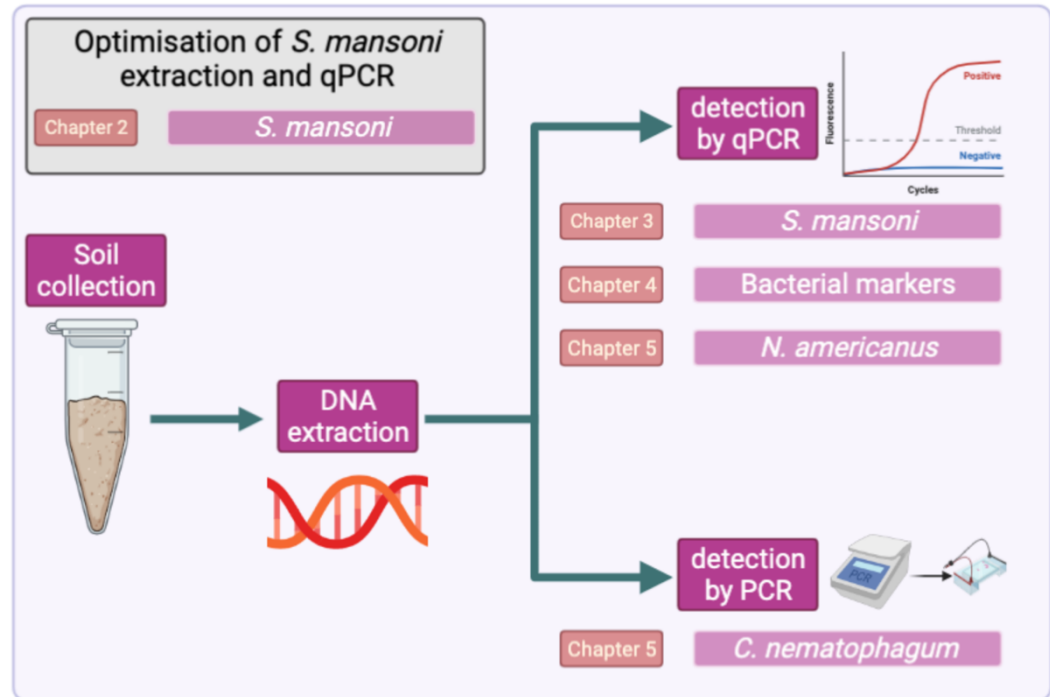 Optimisation of S. mansoni
extraction and qPCR
Chapter 2
S. mansoni
Soil
collection
DNA
extraction
detection
by qPCR
Fluorescence
Positive
Threshold
Negative
Cycles
Chapter 3
S. mansoni
Chapter 4
Bacterial markers
Chapter 5
N. americanus
detection
by PCR
PCR
Chapter 5
C. nematophagum